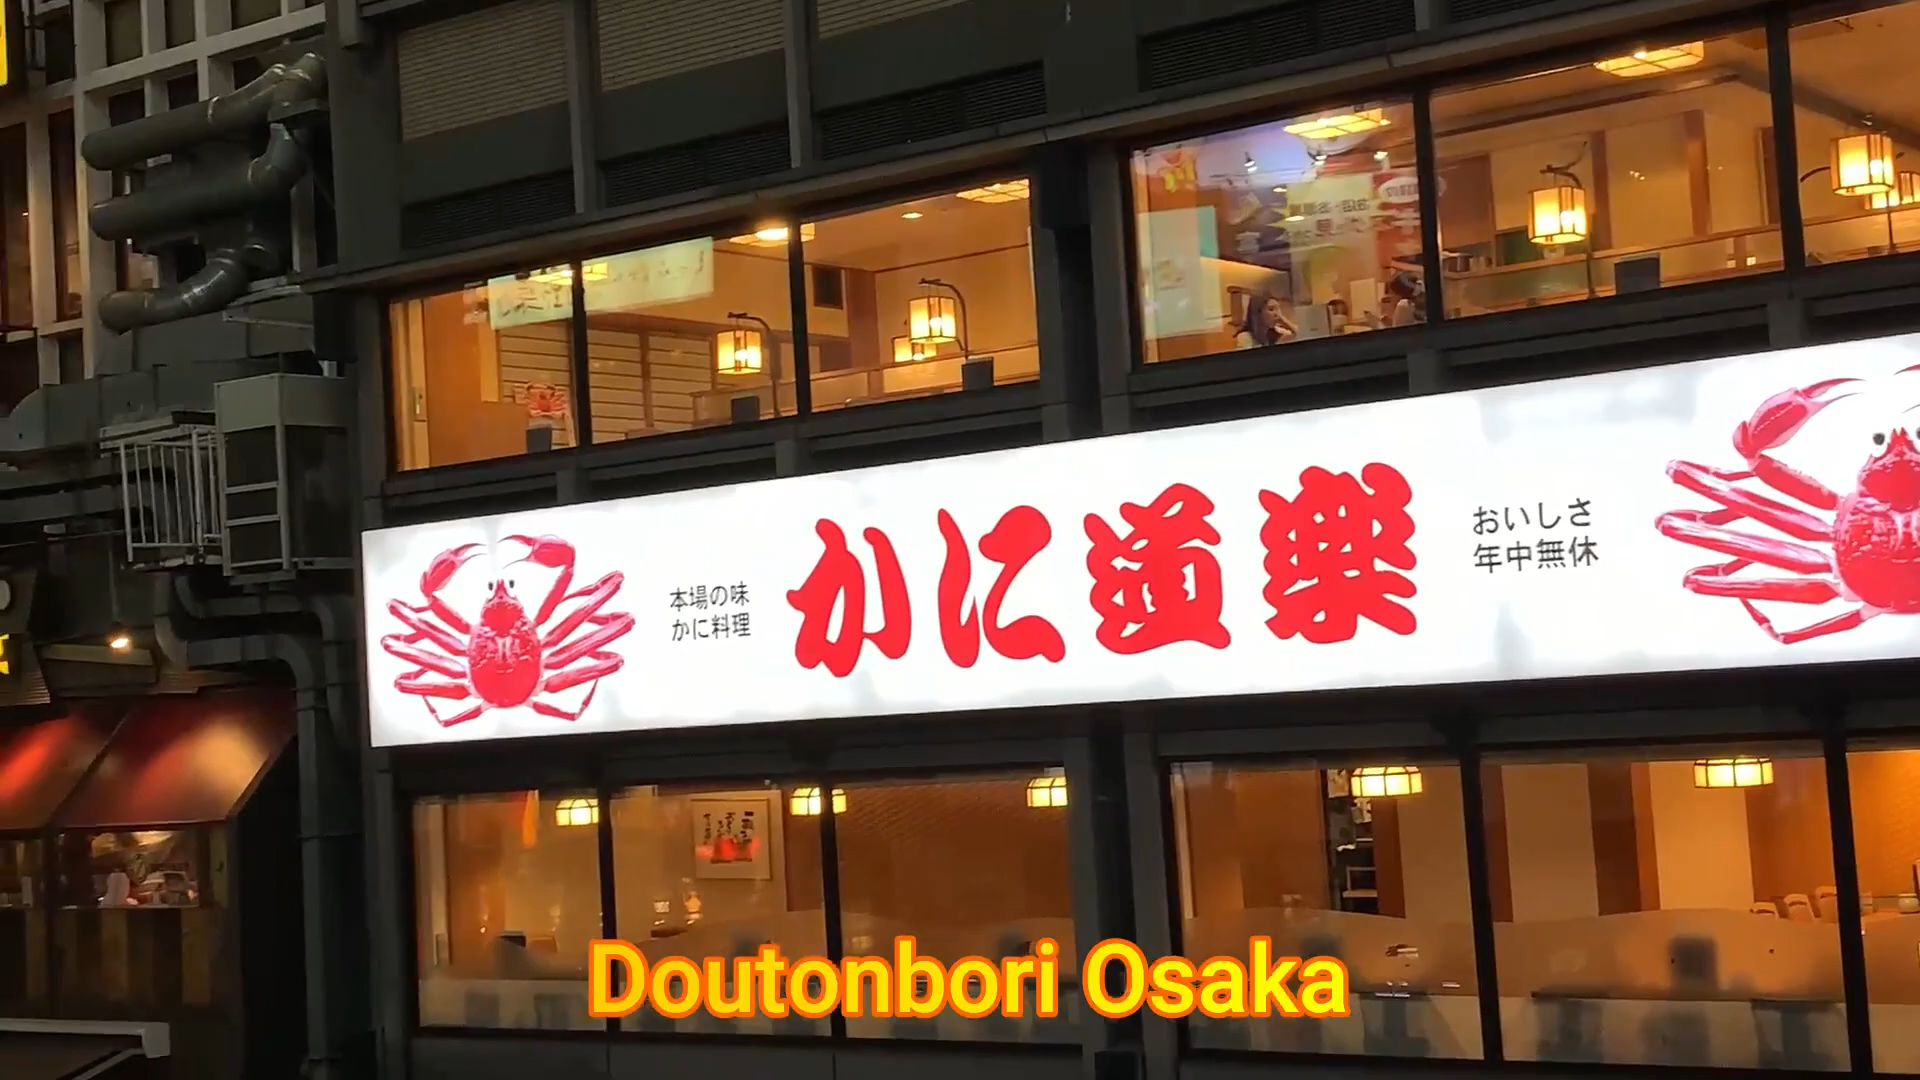 本場の味
かに料理
かに道楽
おいしさ
年中無休
Doutonbori Osaka